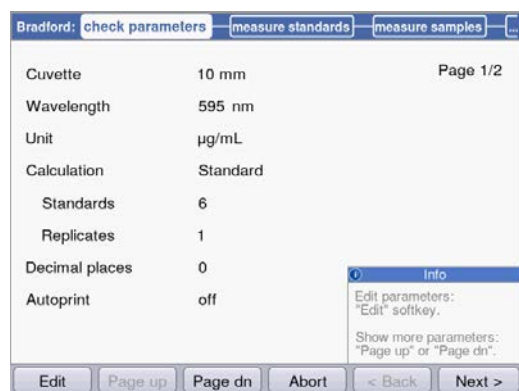 Bradford: check parameters measure standards measure samples ...
Cuvette 10 mm Page 1/2
Wavelength 595 nm
Unit µg/mL
Calculation Standard
Standards 6
Replicates 1
Decimal places 0
Autoprint off
Info
Edit parameters:
"Edit" softkey.
Show more parameters:
"Page up" or "Page dn".
Edit Page up Page dn Abort < Back Next >